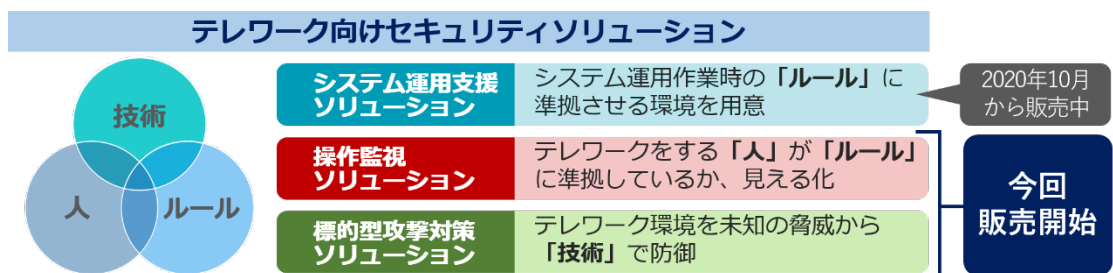 テレワーク向けセキュリティソリューション
技術
人
ルール
システム運用支援
ソリューション
システム運用作業時の「ルール」に
準拠させる環境を用意
2020年10月
から販売中
操作監視
ソリューション
テレワークをする「人」が「ルール」
に準拠しているか、見える化
標的型攻撃対策
ソリューション
テレワーク環境を未知の脅威から
「技術」で防御
今回
販売開始